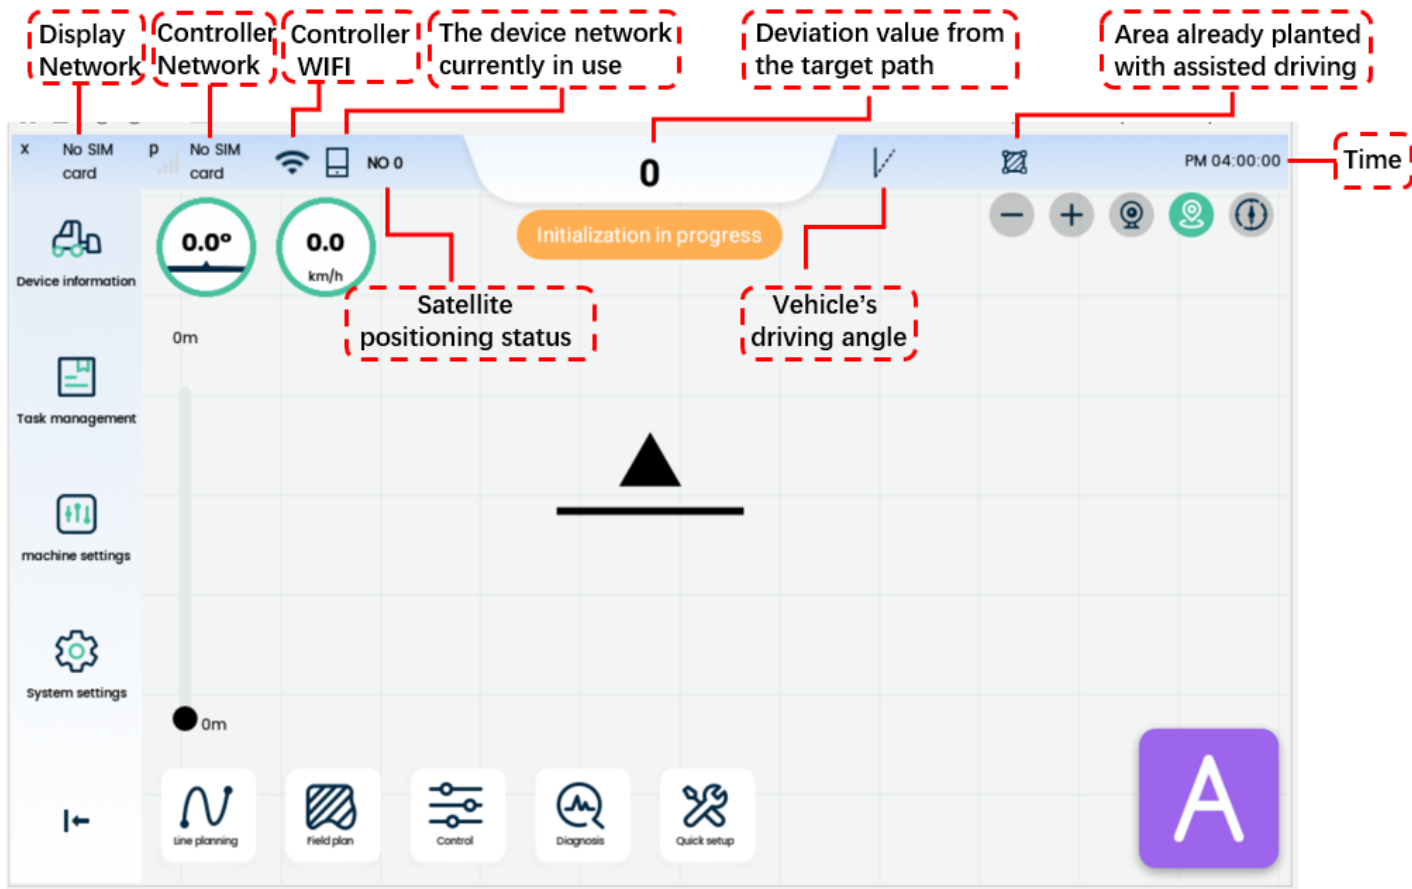 Display
Network
Controller
Network
Controller
WIFI
The device network
currently in use
Deviation value from
the target path
Area already planted
with assisted driving
x
No SIM
card
p
No SIM
card
NO 0
0
PM 04:00:00
Time
0.0°
0.0
km/h
Initialization in progress
Device information
Satellite
positioning status
Vehicle's
driving angle
0m
Task management
machine settings
System settings
0m
Line planning
Field plan
Control
Diagnosis
Quick setup
A